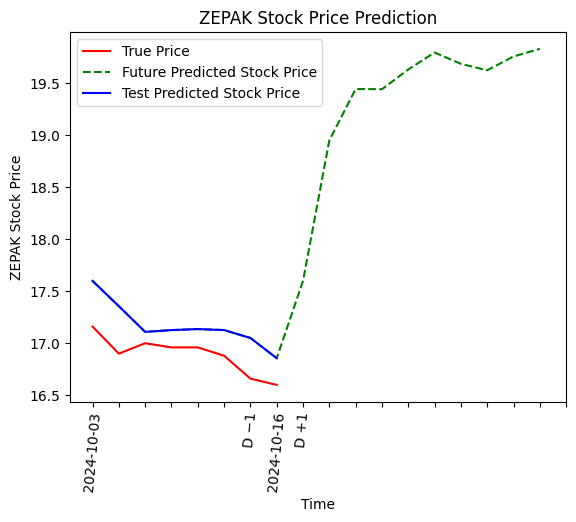 ZEPAK Stock Price Prediction
True Price
Future Predicted Stock Price
Test Predicted Stock Price
ZEPAK Stock Price
19.5
19.0
18.5
18.0
17.5
17.0
16.5
2024-10-03
D −1
2024-10-16
D +1
Time